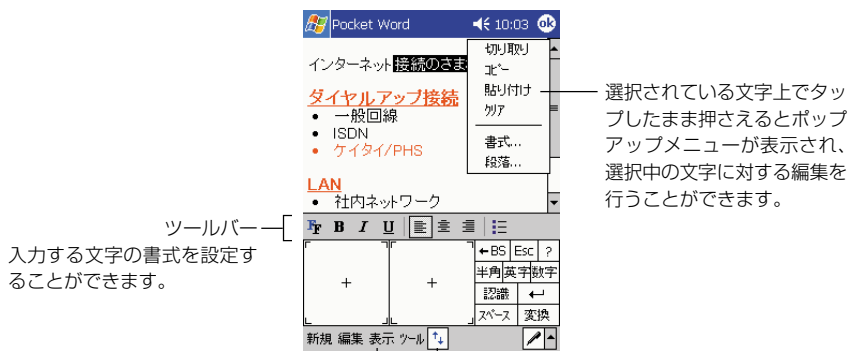 Pocket Word 10:03 ok
インターネット接続のさま
ダイヤルアップ接続
• 一般回線
• ISDN
• ケイタイ/PHS
LAN
• 社内ネットワーク
切り取り
コピー
貼り付け
クリア
書式...
段落...
選択されている文字上でタッ
プしたまま押さえるとポップ
アップメニューが表示され、
選択中の文字に対する編集を
行うことができます。
ツールバー
入力する文字の書式を設定す
ることができます。
FF B I U
←BS Esc ?
半角 英字 数字
認識 ↵
スペース 変換
新規 編集 表示 ツール